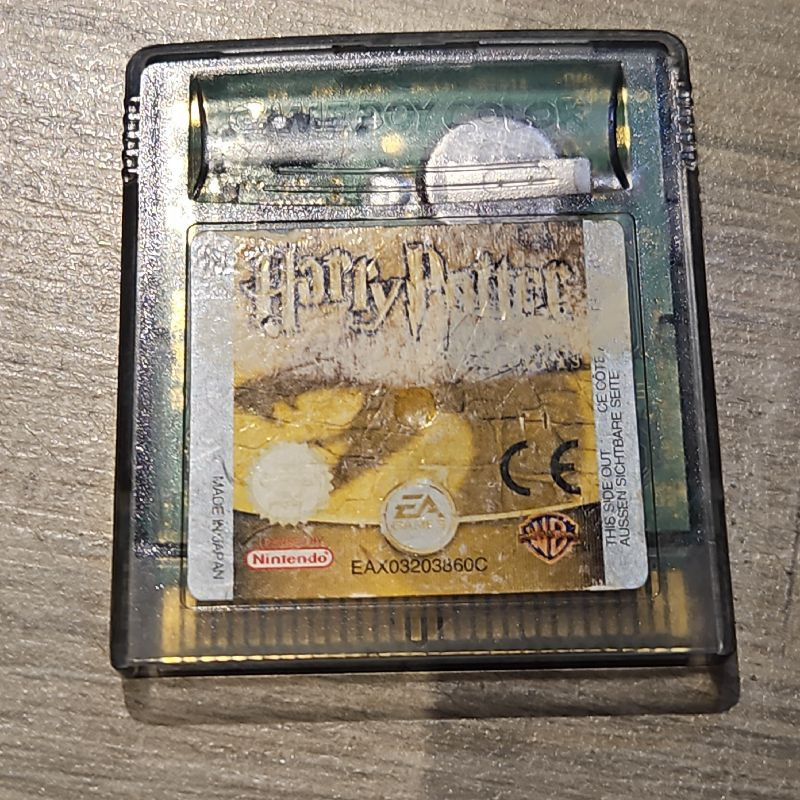 GAME BOY COLOR
Harry Potter
CE CÔTÉ
THIS SIDE OUT
AUSSEN SICHTBARE SEITE
CE
MADE IN JAPAN
EA
GAMES
WB
Nintendo
EAX03203860C